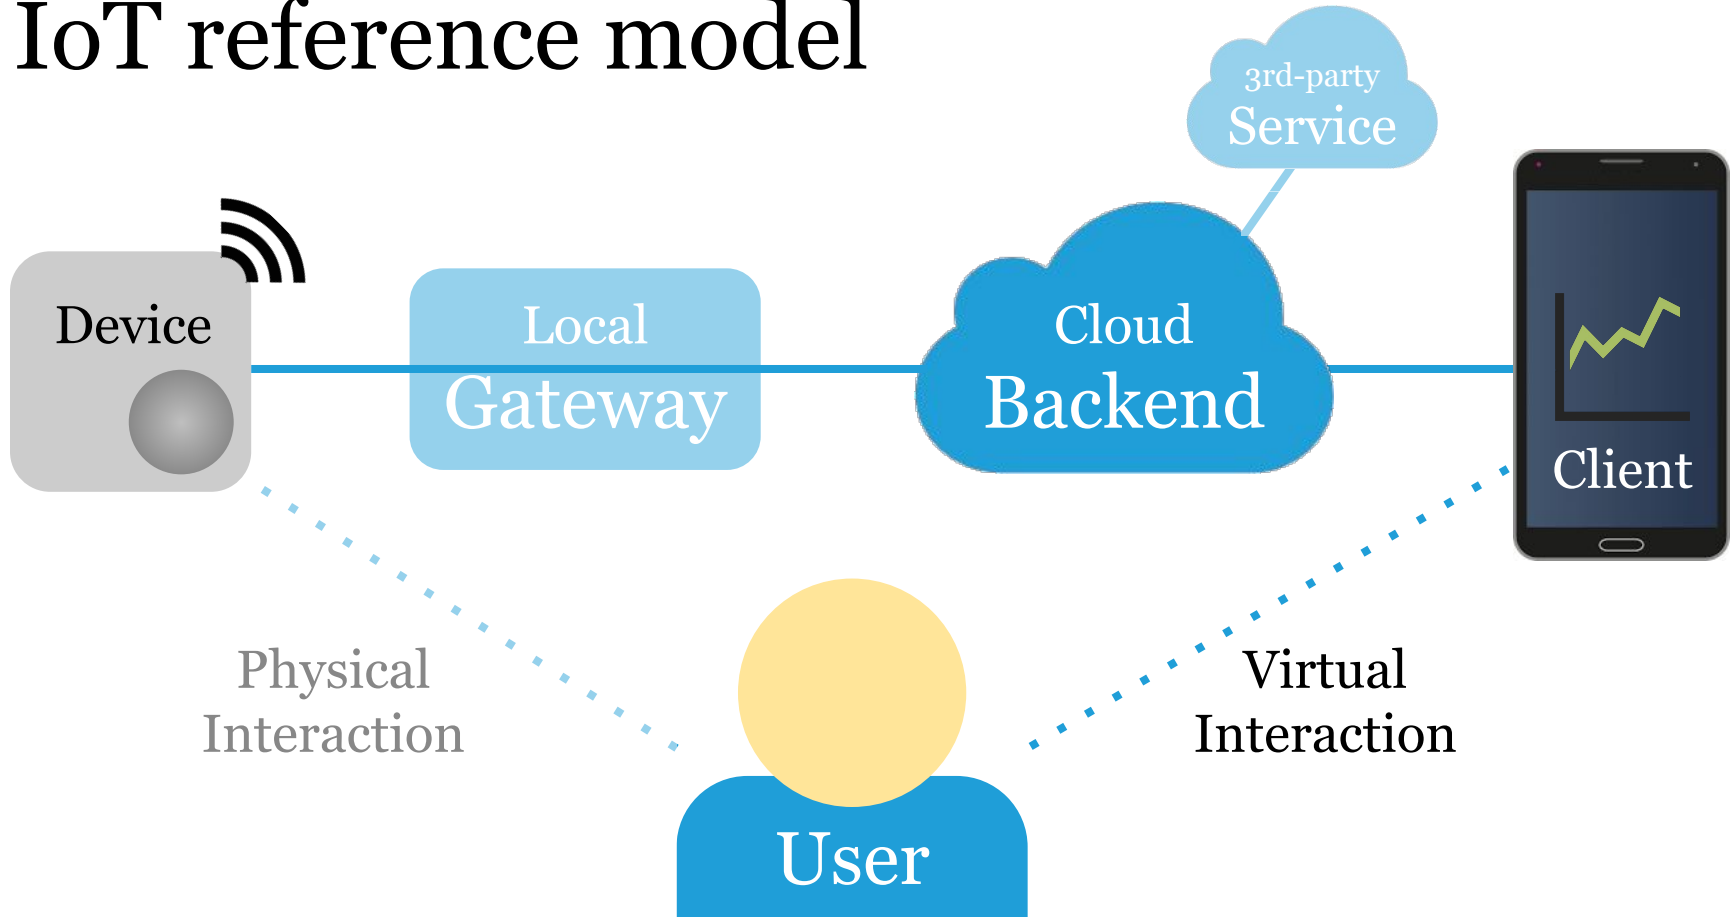 IoT reference model
3rd-party
Service
Device
Local
Gateway
Cloud
Backend
Client
Physical
Interaction
Virtual
Interaction
User